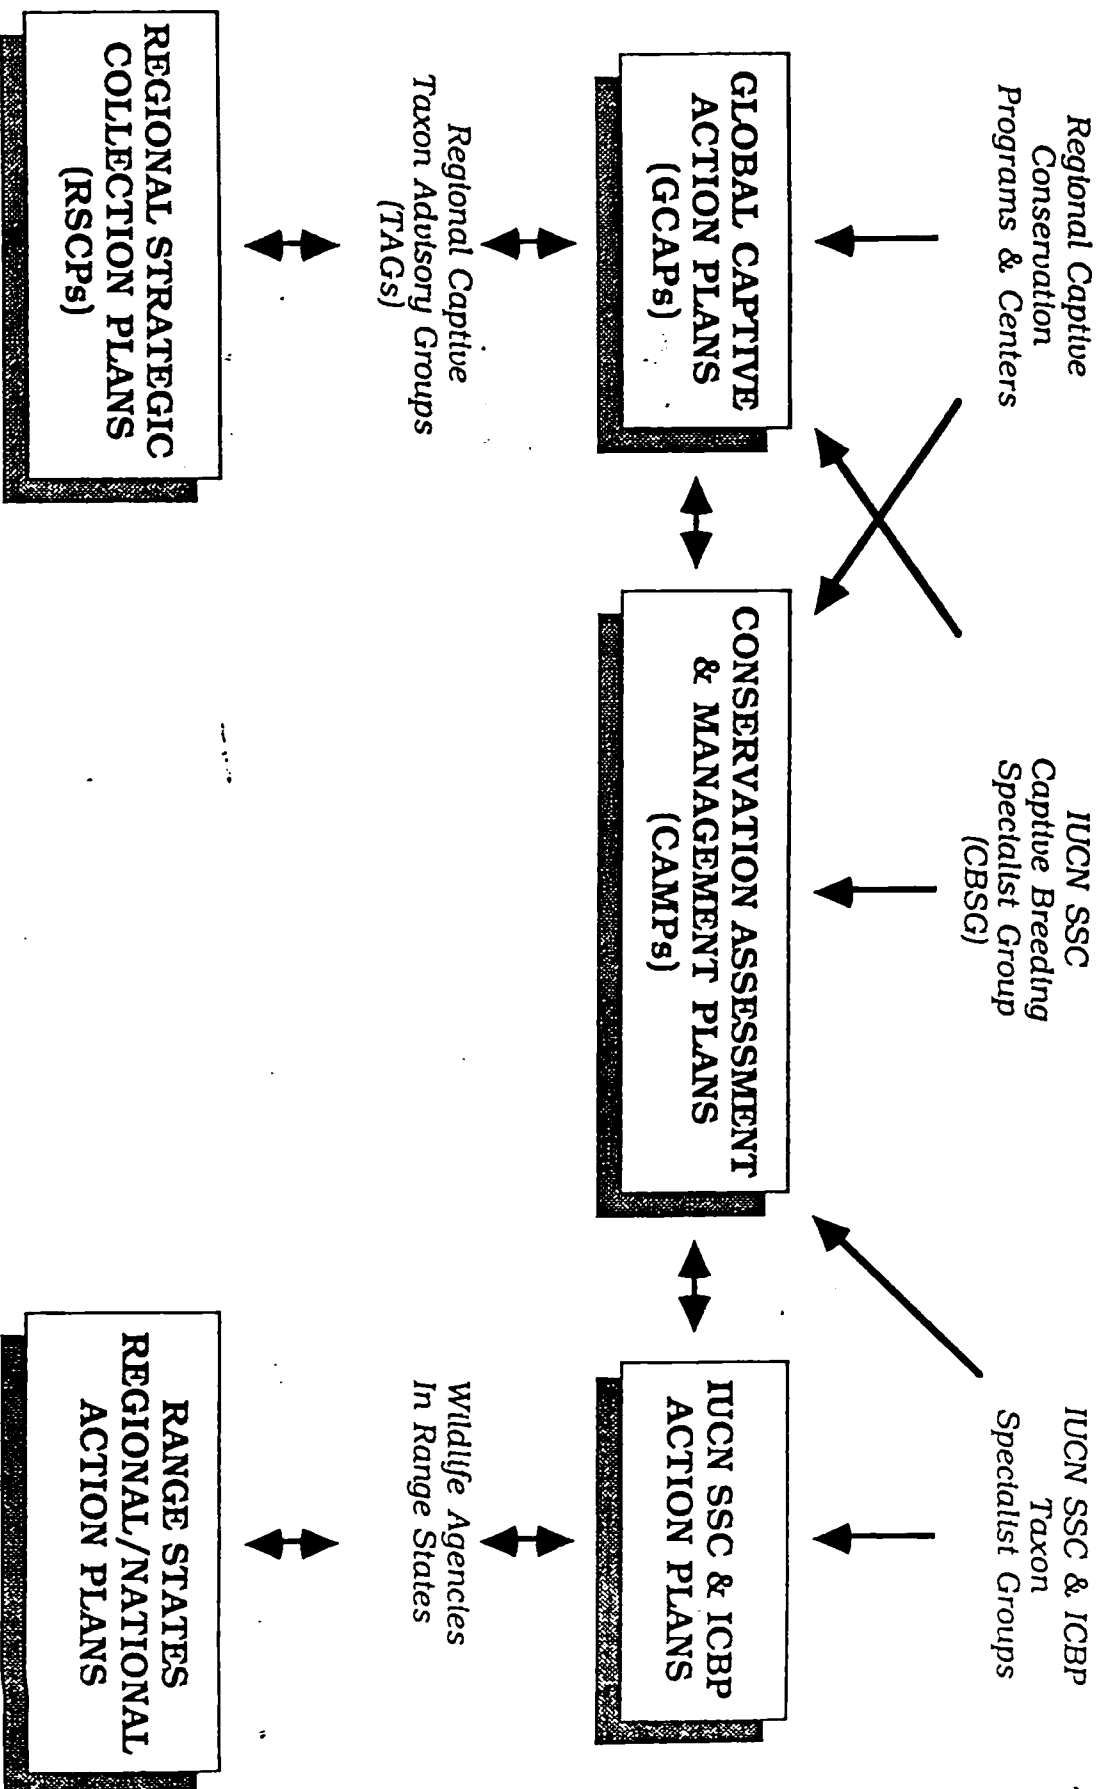 Regional Captive
Conservation
Programs & Centers
IUCN SSC
Captive Breeding
Specialist Group
(CBSG)
IUCN SSC & ICBP
Taxon
Specialist Groups
GLOBAL CAPTIVE
ACTION PLANS
(GCAPs)
CONSERVATION ASSESSMENT
& MANAGEMENT PLANS
(CAMPs)
IUCN SSC & ICBP
ACTION PLANS
Regional Captive
Taxon Advisory Groups
(TAGs)
Wildlife Agencies
In Range States
REGIONAL STRATEGIC
COLLECTION PLANS
(RSCPs)
RANGE STATES
REGIONAL/NATIONAL
ACTION PLANS